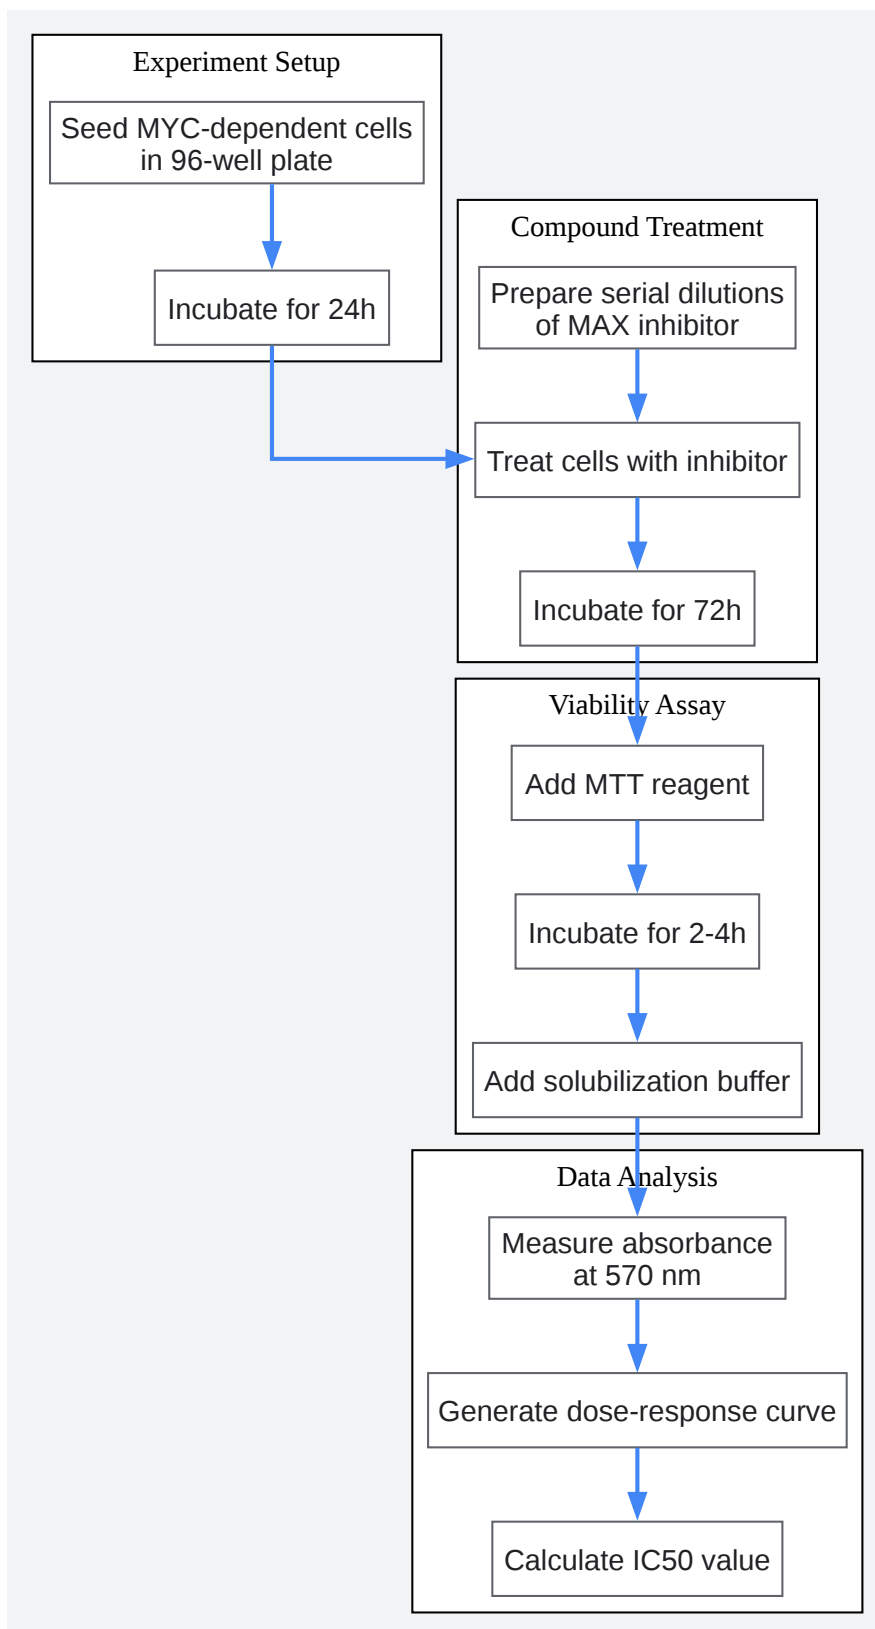 Experiment Setup
Seed MYC-dependent cells
in 96-well plate
Incubate for 24h
Compound Treatment
Prepare serial dilutions
of MAX inhibitor
Treat cells with inhibitor
Incubate for 72h
Viability Assay
Add MTT reagent
Incubate for 2-4h
Add solubilization buffer
Data Analysis
Measure absorbance
at 570 nm
Generate dose-response curve
Calculate IC50 value